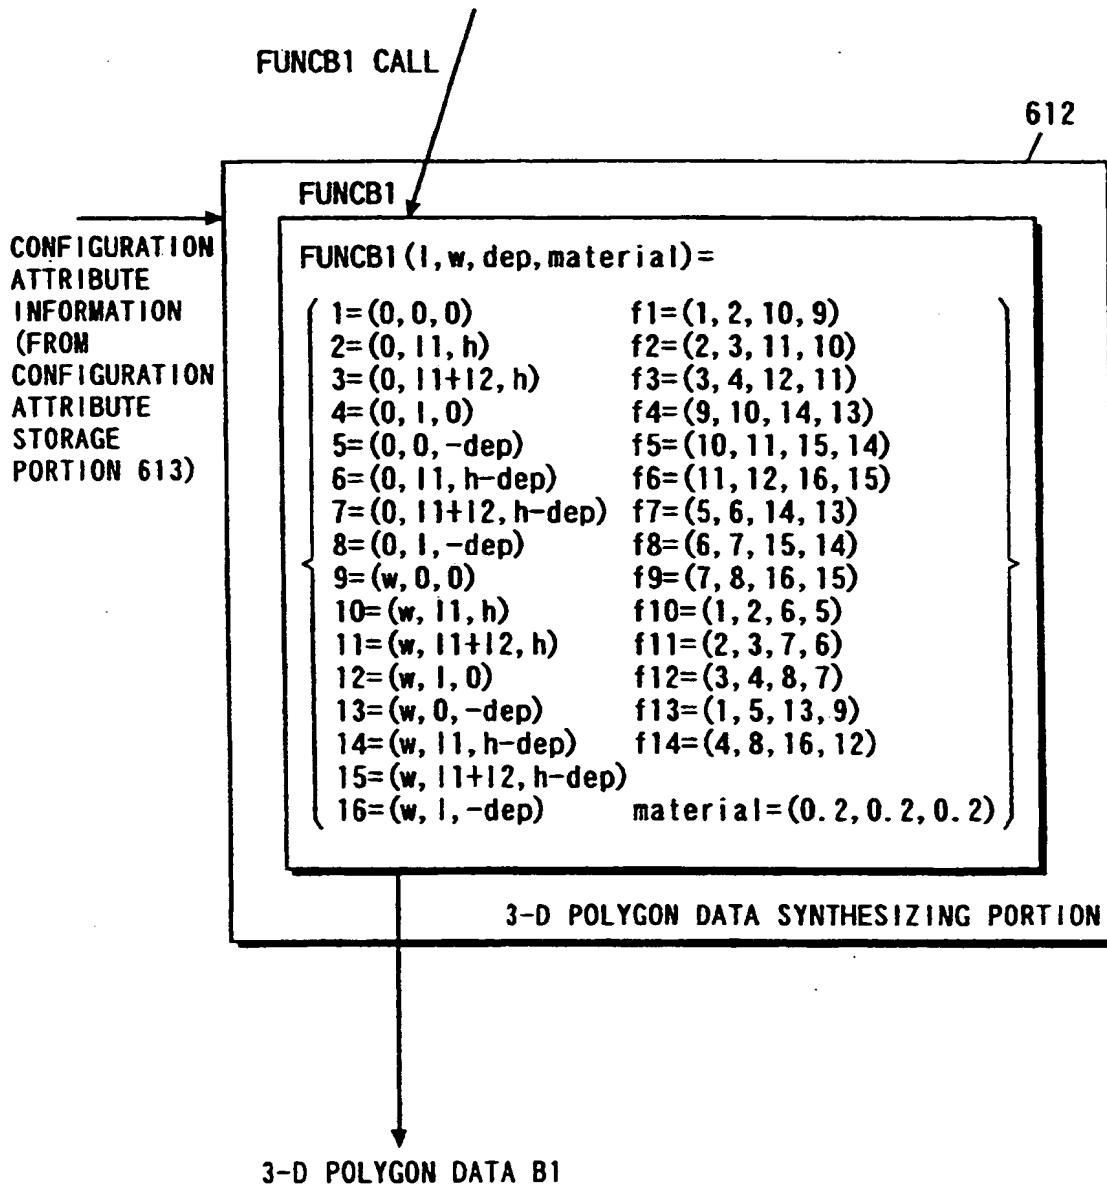 FUNCB1 CALL
612
FUNCB1
CONFIGURATION
ATTRIBUTE
INFORMATION
(FROM
CONFIGURATION
ATTRIBUTE
STORAGE
PORTION 613)
FUNCB1(l,w,dep,material)=
1=(0,0,0) f1=(1,2,10,9)
2=(0,l1,h) f2=(2,3,11,10)
3=(0,l1+l2,h) f3=(3,4,12,11)
4=(0,l,0) f4=(9,10,14,13)
5=(0,0,-dep) f5=(10,11,15,14)
6=(0,l1,h-dep) f6=(11,12,16,15)
7=(0,l1+l2,h-dep) f7=(5,6,14,13)
8=(0,l,-dep) f8=(6,7,15,14)
9=(w,0,0) f9=(7,8,16,15)
10=(w,l1,h) f10=(1,2,6,5)
11=(w,l1+l2,h) f11=(2,3,7,6)
12=(w,l,0) f12=(3,4,8,7)
13=(w,0,-dep) f13=(1,5,13,9)
14=(w,l1,h-dep) f14=(4,8,16,12)
15=(w,l1+l2,h-dep)
16=(w,l,-dep) material=(0.2,0.2,0.2)
3-D POLYGON DATA SYNTHESIZING PORTION
3-D POLYGON DATA B1